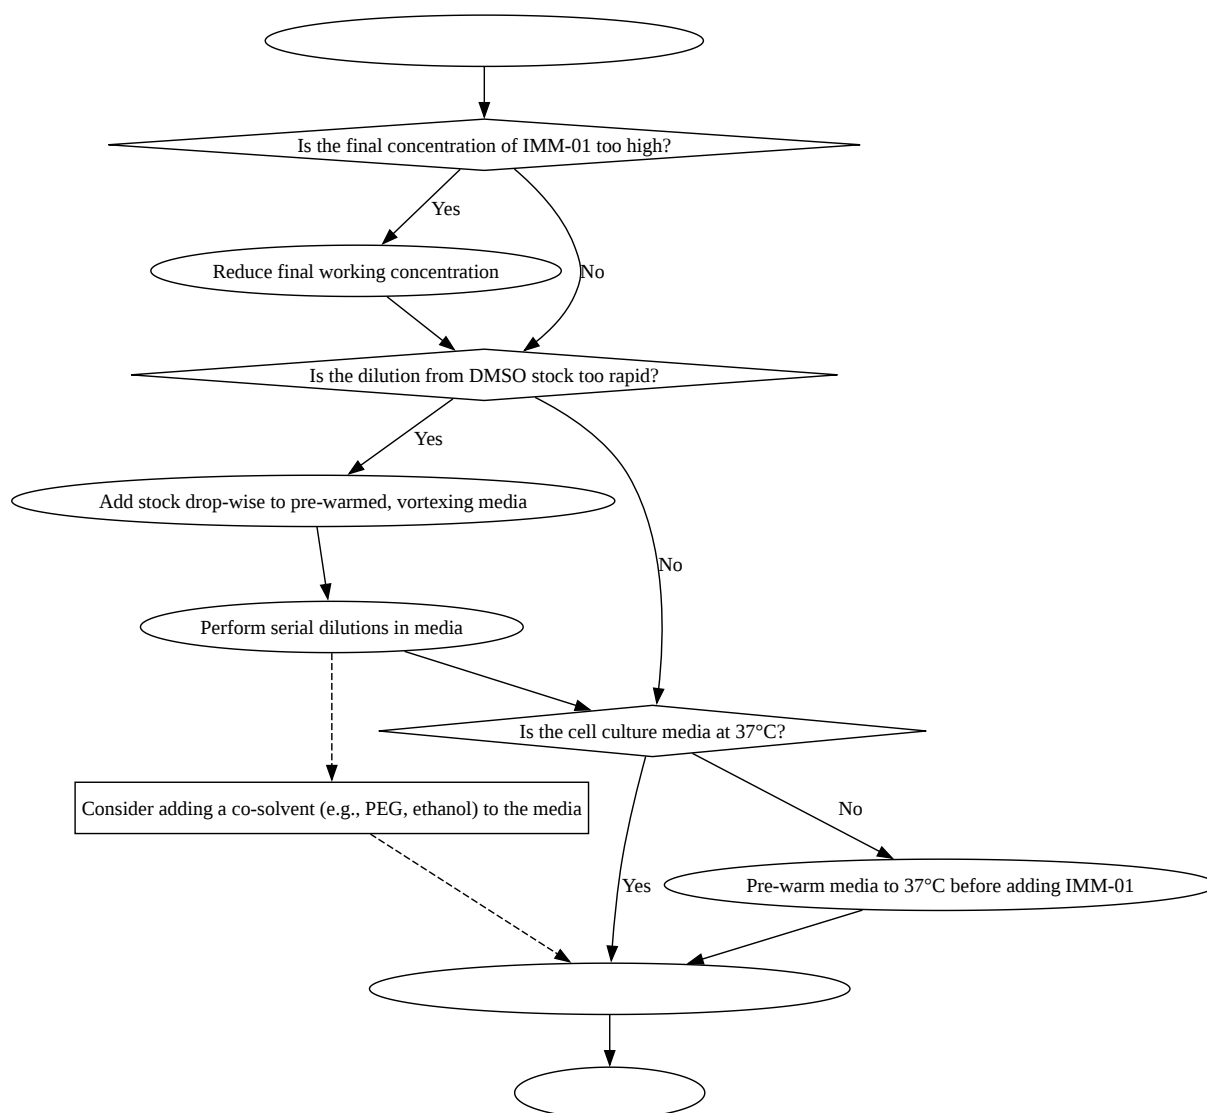 Is the final concentration of IMM-01 too high?
Yes
Reduce final working concentration
No
Is the dilution from DMSO stock too rapid?
Yes
Add stock drop-wise to pre-warmed, vortexing media
No
Perform serial dilutions in media
Is the cell culture media at 37°C?
Consider adding a co-solvent (e.g., PEG, ethanol) to the media
No
Yes
Pre-warm media to 37°C before adding IMM-01